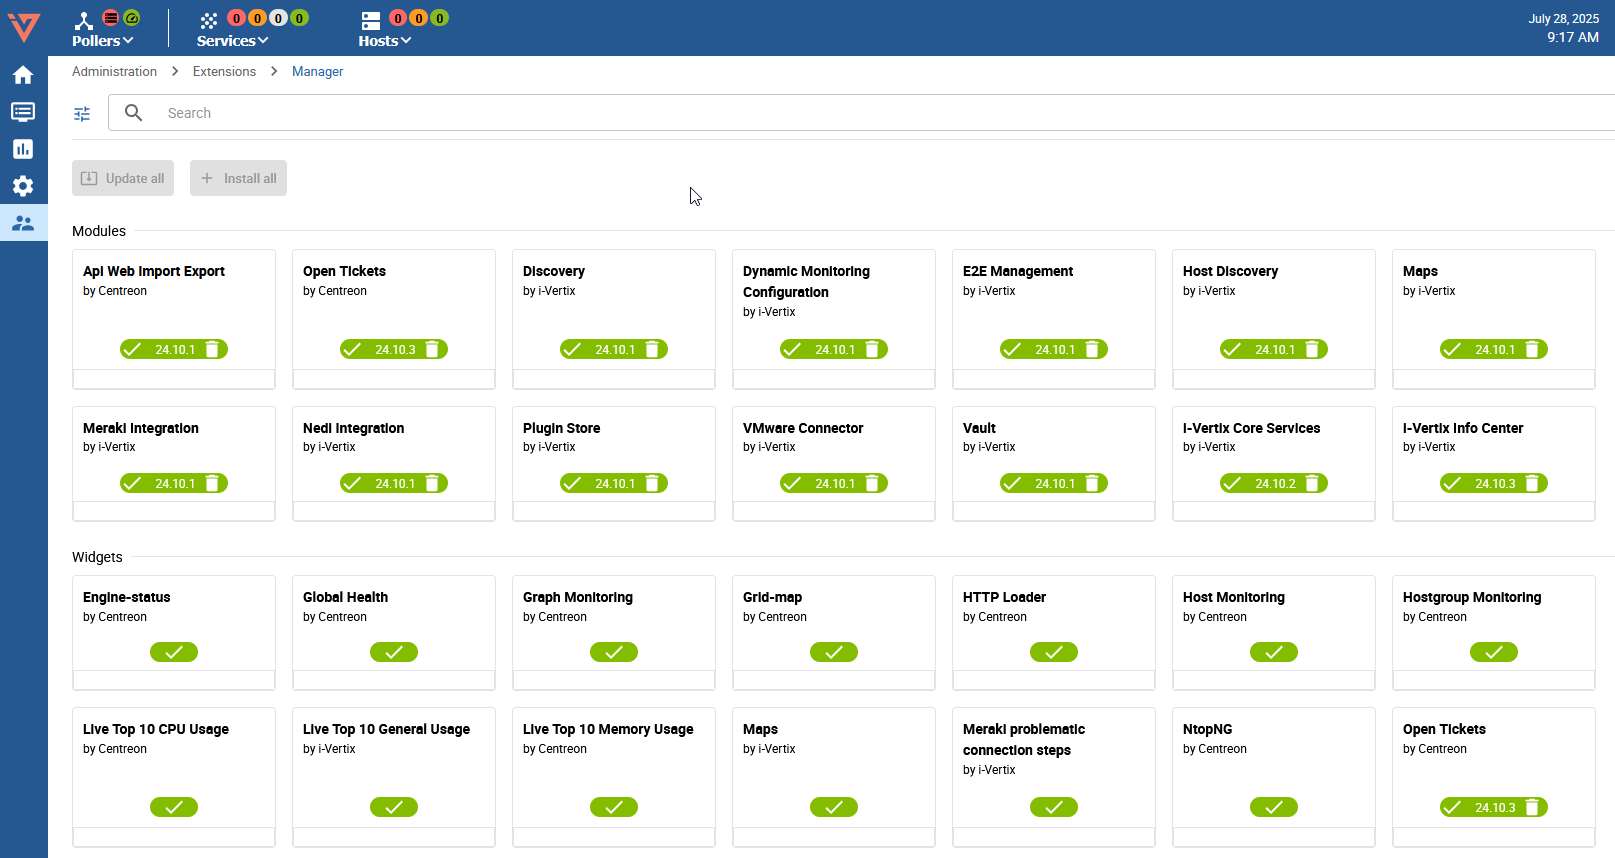 July 28, 2025
0 0 0 0
0 0 0
Pollers
Services
Hosts
9:17 AM
Administration > Extensions > Manager
Search
Update all
Install all
Modules
Api Web Import Export
by Centreon
24.10.1
Open Tickets
by Centreon
24.10.3
Discovery
by i-Vertix
24.10.1
Dynamic Monitoring
Configuration
by i-Vertix
24.10.1
E2E Management
by i-Vertix
24.10.1
Host Discovery
by i-Vertix
24.10.1
Maps
by i-Vertix
24.10.1
Meraki Integration
by i-Vertix
24.10.1
Nedi Integration
by i-Vertix
24.10.1
Plugin Store
by i-Vertix
24.10.1
VMware Connector
by i-Vertix
24.10.1
Vault
by i-Vertix
24.10.1
i-Vertix Core Services
by i-Vertix
24.10.2
i-Vertix Info Center
by i-Vertix
24.10.3
Widgets
Engine-status
by Centreon
Global Health
by Centreon
Graph Monitoring
by Centreon
Grid-map
by Centreon
HTTP Loader
by Centreon
Host Monitoring
by Centreon
Hostgroup Monitoring
by Centreon
Live Top 10 CPU Usage
by Centreon
Live Top 10 General Usage
by i-Vertix
Live Top 10 Memory Usage
by Centreon
Maps
by i-Vertix
Meraki problematic
connection steps
by i-Vertix
NtopNG
by Centreon
Open Tickets
by Centreon
24.10.3